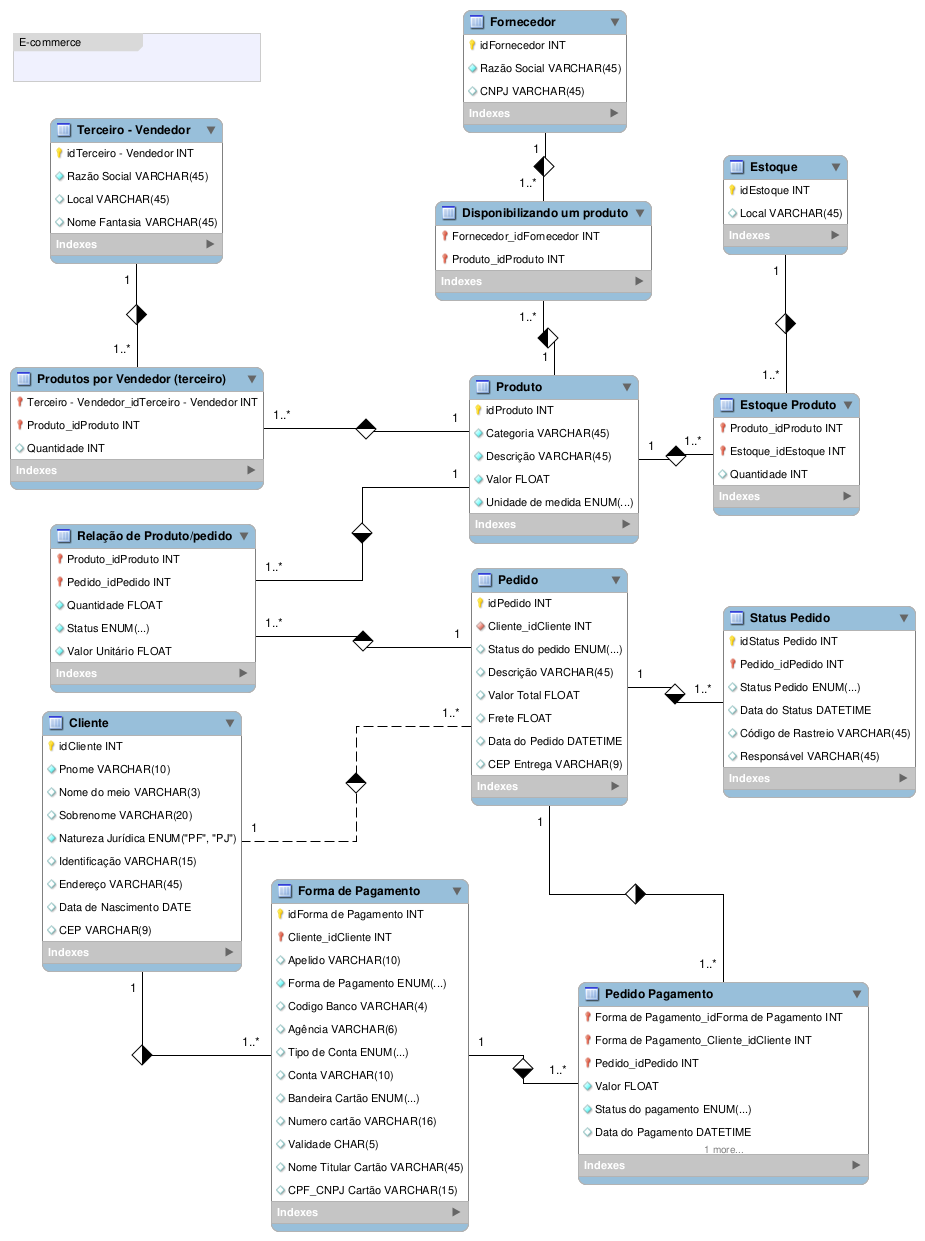 E-commerce
Fornecedor
idFornecedor INT
Razão Social VARCHAR(45)
CNPJ VARCHAR(45)
Indexes
1
1..*
Terceiro - Vendedor
idTerceiro - Vendedor INT
Razão Social VARCHAR(45)
Local VARCHAR(45)
Nome Fantasia VARCHAR(45)
Indexes
1
1..*
Estoque
idEstoque INT
Local VARCHAR(45)
Indexes
1
1..*
Disponibilizando um produto
Fornecedor_idFornecedor INT
Produto_idProduto INT
Indexes
1..*
1
Produtos por Vendedor (terceiro)
Terceiro - Vendedor_idTerceiro - Vendedor INT
Produto_idProduto INT
Quantidade INT
Indexes
1..*
1
Produto
idProduto INT
Categoria VARCHAR(45)
Descrição VARCHAR(45)
Valor FLOAT
Unidade de medida ENUM(...)
Indexes
1
1..*
Estoque Produto
Produto_idProduto INT
Estoque_idEstoque INT
Quantidade INT
Indexes
1
1..*
Relação de Produto/pedido
Produto_idProduto INT
Pedido_idPedido INT
Quantidade FLOAT
Status ENUM(...)
Valor Unitário FLOAT
Indexes
1..*
1
Pedido
idPedido INT
Cliente_idCliente INT
Status do pedido ENUM(...)
Descrição VARCHAR(45)
Valor Total FLOAT
Frete FLOAT
Data do Pedido DATETIME
CEP Entrega VARCHAR(9)
Indexes
1
1..*
Status Pedido
idStatus Pedido INT
Pedido_idPedido INT
Status Pedido ENUM(...)
Data do Status DATETIME
Código de Rastreio VARCHAR(45)
Responsável VARCHAR(45)
Indexes
Cliente
idCliente INT
Pnome VARCHAR(10)
Nome do meio VARCHAR(3)
Sobrenome VARCHAR(20)
Natureza Jurídica ENUM("PF", "PJ")
Identificação VARCHAR(15)
Endereço VARCHAR(45)
Data de Nascimento DATE
CEP VARCHAR(9)
Indexes
1..*
1
1
1..*
Forma de Pagamento
idForma de Pagamento INT
Cliente_idCliente INT
Apelido VARCHAR(10)
Forma de Pagamento ENUM(...)
Codigo Banco VARCHAR(4)
Agência VARCHAR(6)
Tipo de Conta ENUM(...)
Conta VARCHAR(10)
Bandeira Cartão ENUM(...)
Numero cartão VARCHAR(16)
Validade CHAR(5)
Nome Titular Cartão VARCHAR(45)
CPF_CNPJ Cartão VARCHAR(15)
Indexes
1
1..*
1
1..*
Pedido Pagamento
Forma de Pagamento_idForma de Pagamento INT
Forma de Pagamento_Cliente_idCliente INT
Pedido_idPedido INT
Valor FLOAT
Status do pagamento ENUM(...)
Data do Pagamento DATETIME
1 more...
Indexes